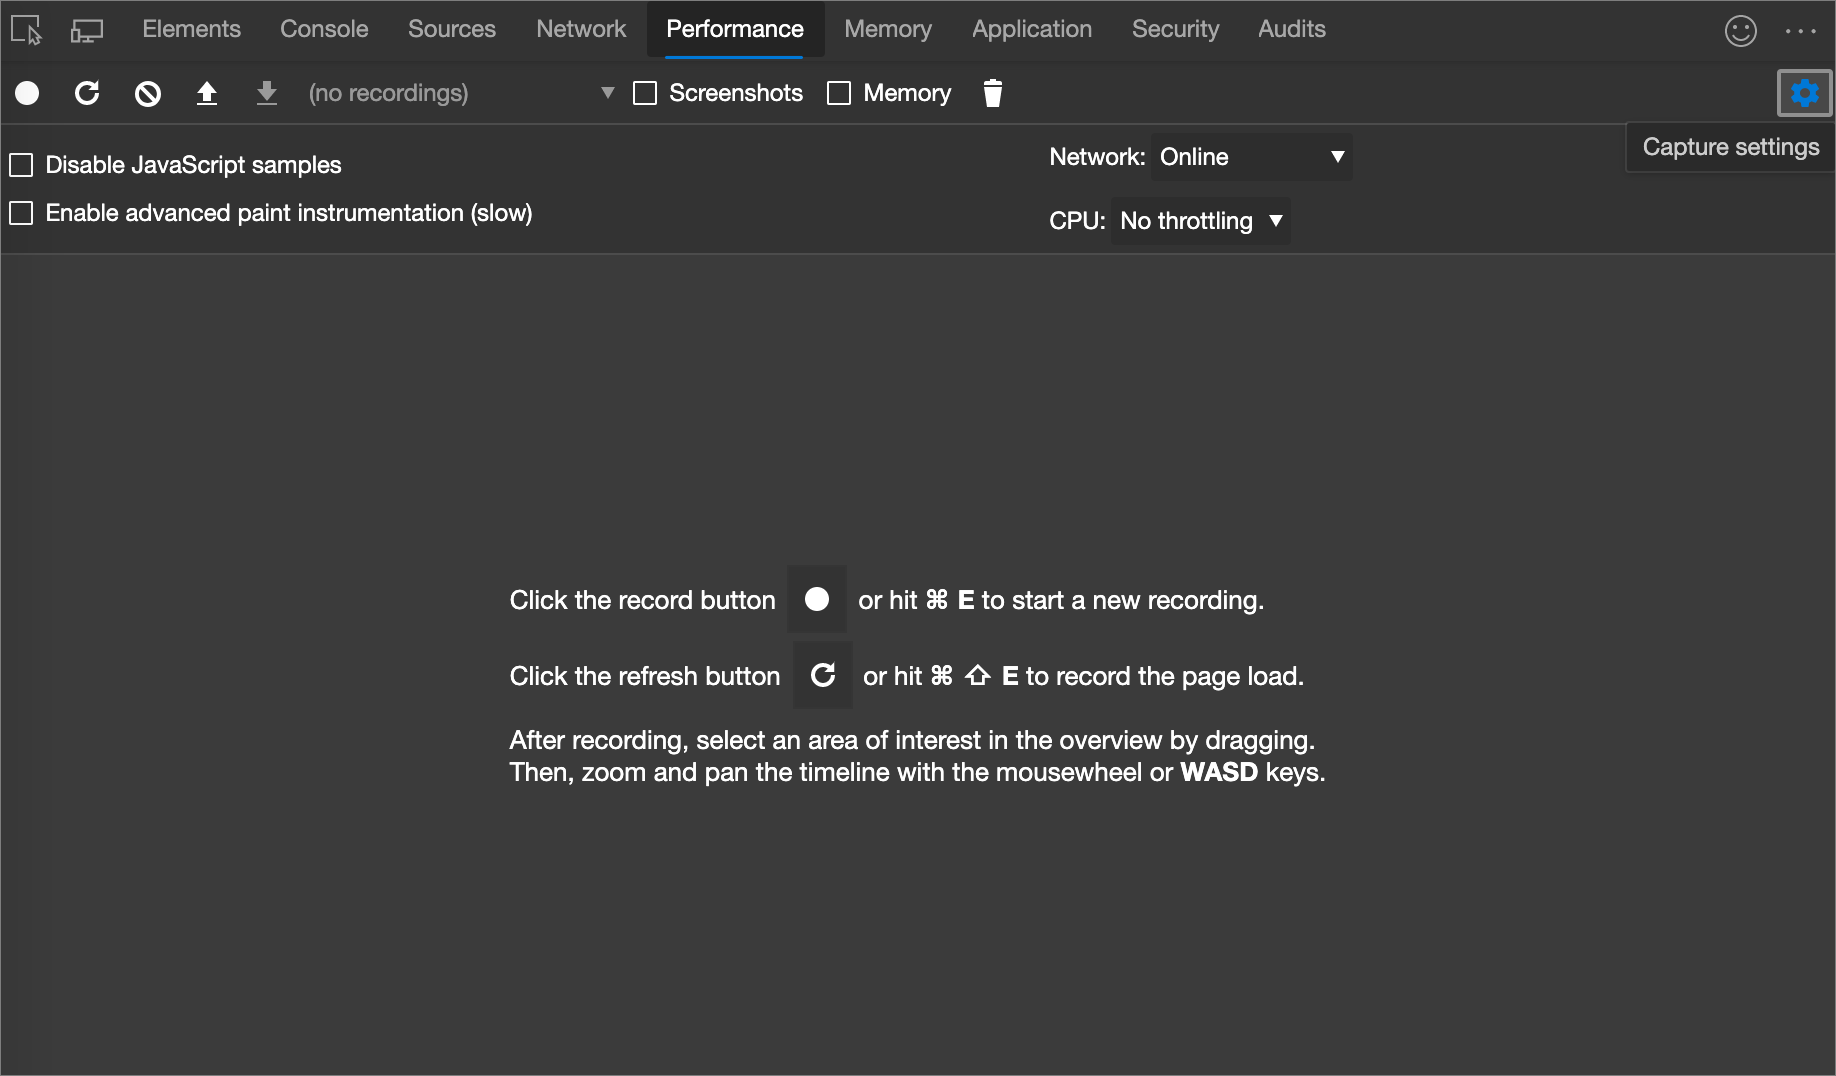 Elements Console Sources Network Performance Memory Application Security Audits
(no recordings) Screenshots Memory
Capture settings
Disable JavaScript samples Network: Online
Enable advanced paint instrumentation (slow) CPU: No throttling
Click the record button or hit ⌘ E to start a new recording.
Click the refresh button or hit ⌘ ⇧ E to record the page load.
After recording, select an area of interest in the overview by dragging.
Then, zoom and pan the timeline with the mousewheel or WASD keys.